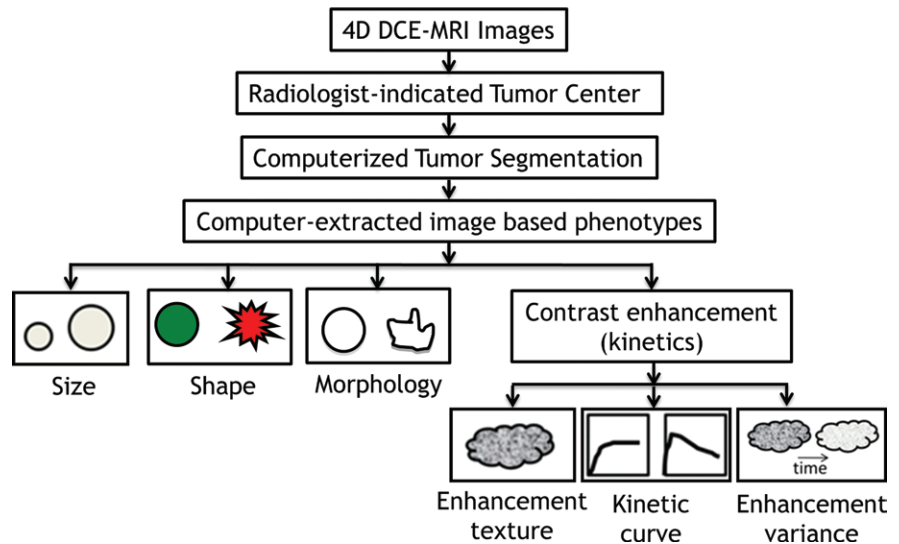 4D DCE-MRI Images
Radiologist-indicated Tumor Center
Computerized Tumor Segmentation
Computer-extracted image based phenotypes
Size
Shape
Morphology
Contrast enhancement
(kinetics)
time
Enhancement
texture
Kinetic
curve
Enhancement
variance